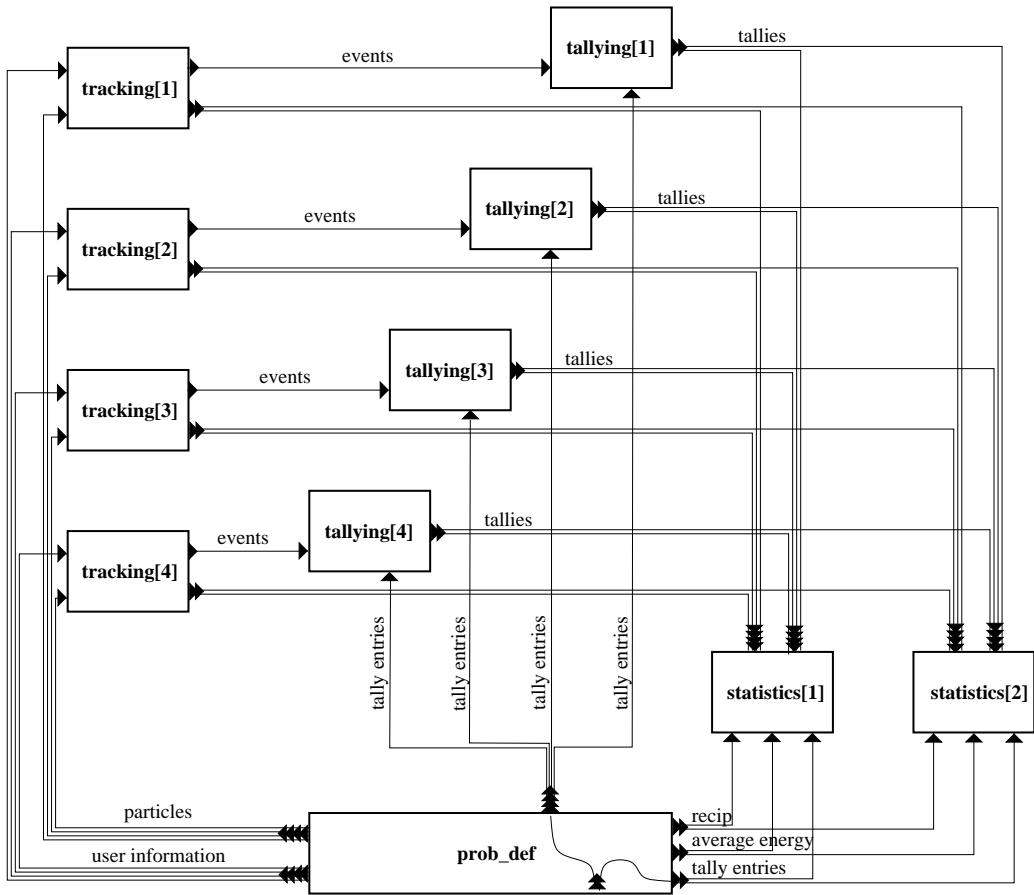 tallying[1]
tallies
events
tracking[1]
tallying[2]
tallies
events
tracking[2]
tallying[3]
tallies
events
tracking[3]
tallying[4]
tallies
events
tracking[4]
tally entries
tally entries
tally entries
tally entries
statistics[1]
statistics[2]
particles
user information
prob_def
recip
average energy
tally entries